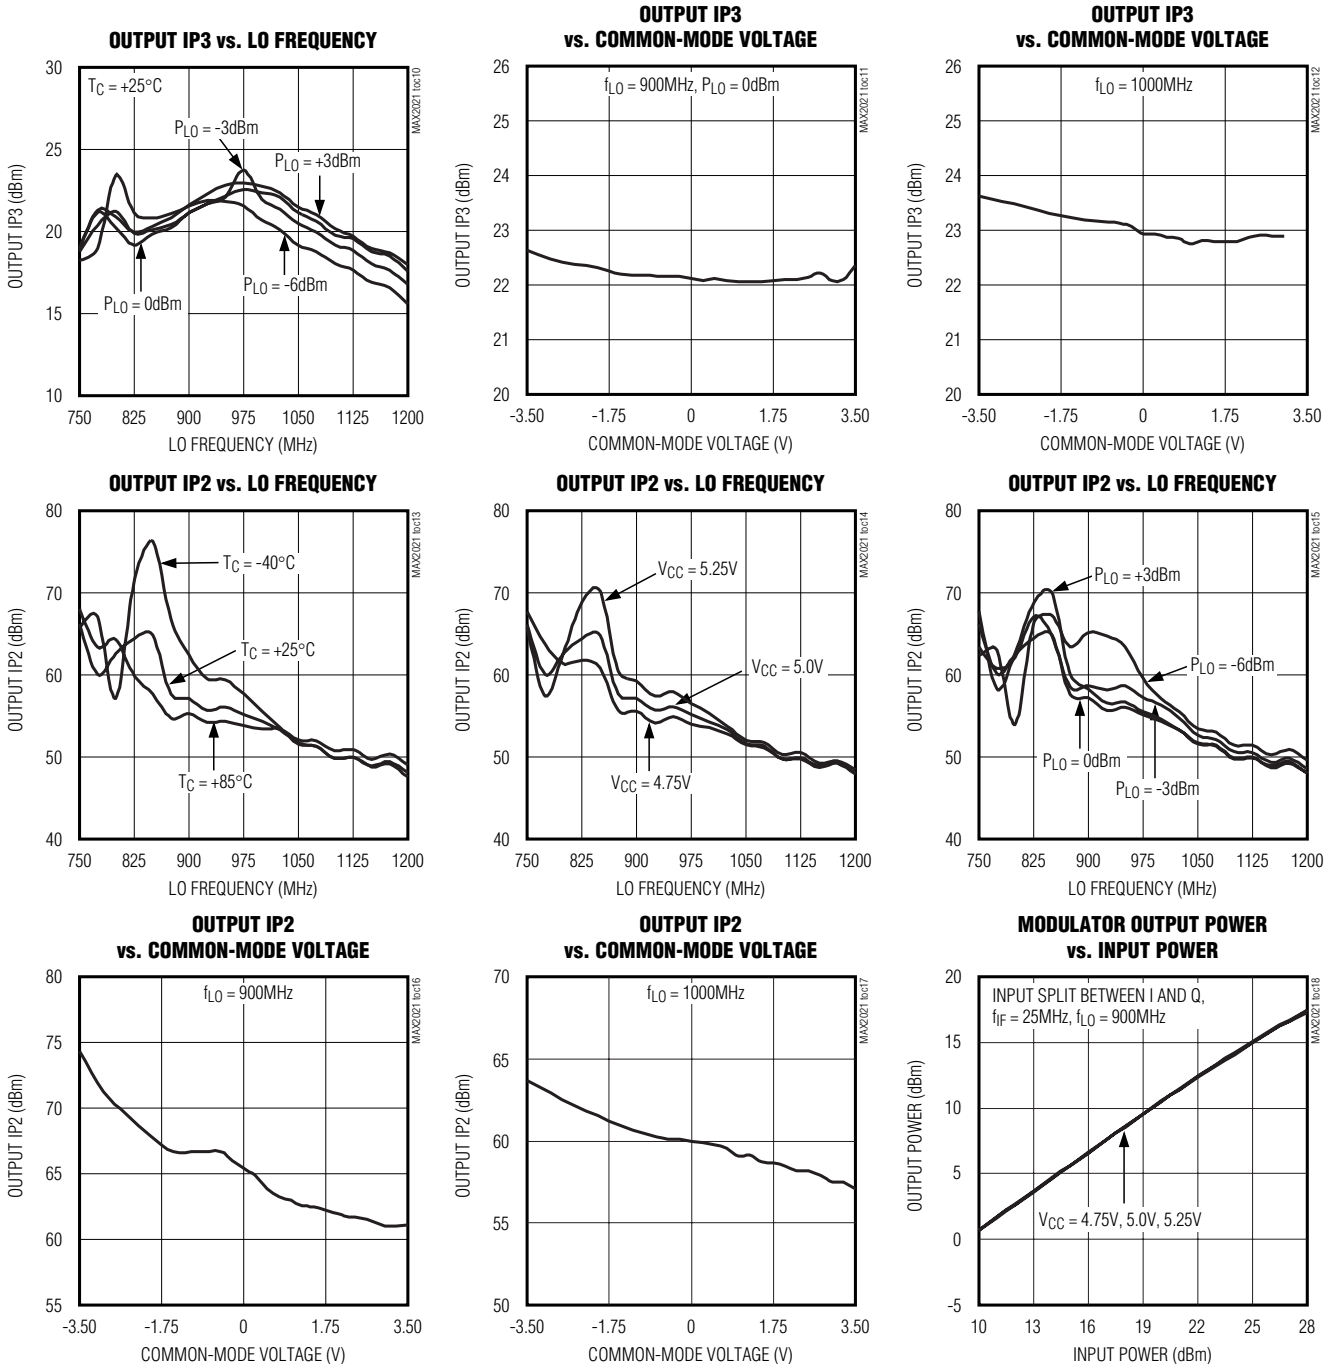 OUTPUT IP3 vs. LO FREQUENCY
30
25
20
15
10
OUTPUT IP3 (dBm)
TC = +25°C
PLO = -3dBm
PLO = +3dBm
PLO = 0dBm
PLO = -6dBm
750 825 900 975 1050 1125 1200
LO FREQUENCY (MHz)
MAX2021 toc10
OUTPUT IP3
vs. COMMON-MODE VOLTAGE
26
25
24
23
22
21
20
OUTPUT IP3 (dBm)
fLO = 900MHz, PLO = 0dBm
-3.50 -1.75 0 1.75 3.50
COMMON-MODE VOLTAGE (V)
MAX2021 toc11
OUTPUT IP3
vs. COMMON-MODE VOLTAGE
26
25
24
23
22
21
20
OUTPUT IP3 (dBm)
fLO = 1000MHz
-3.50 -1.75 0 1.75 3.50
COMMON-MODE VOLTAGE (V)
MAX2021 toc12
OUTPUT IP2 vs. LO FREQUENCY
80
70
60
50
40
OUTPUT IP2 (dBm)
TC = -40°C
TC = +25°C
TC = +85°C
750 825 900 975 1050 1125 1200
LO FREQUENCY (MHz)
MAX2021 toc13
OUTPUT IP2 vs. LO FREQUENCY
80
70
60
50
40
OUTPUT IP2 (dBm)
VCC = 5.25V
VCC = 5.0V
VCC = 4.75V
750 825 900 975 1050 1125 1200
LO FREQUENCY (MHz)
MAX2021 toc14
OUTPUT IP2 vs. LO FREQUENCY
80
70
60
50
40
OUTPUT IP2 (dBm)
PLO = +3dBm
PLO = -6dBm
PLO = 0dBm
PLO = -3dBm
750 825 900 975 1050 1125 1200
LO FREQUENCY (MHz)
MAX2021 toc15
OUTPUT IP2
vs. COMMON-MODE VOLTAGE
80
75
70
65
60
55
OUTPUT IP2 (dBm)
fLO = 900MHz
-3.50 -1.75 0 1.75 3.50
COMMON-MODE VOLTAGE (V)
MAX2021 toc16
OUTPUT IP2
vs. COMMON-MODE VOLTAGE
70
65
60
55
50
OUTPUT IP2 (dBm)
fLO = 1000MHz
-3.50 -1.75 0 1.75 3.50
COMMON-MODE VOLTAGE (V)
MAX2021 toc17
MODULATOR OUTPUT POWER
vs. INPUT POWER
20
15
10
5
0
-5
OUTPUT POWER (dBm)
INPUT SPLIT BETWEEN I AND Q,
fIF = 25MHz, fLO = 900MHz
VCC = 4.75V, 5.0V, 5.25V
10 13 16 19 22 25 28
INPUT POWER (dBm)
MAX2021 toc18